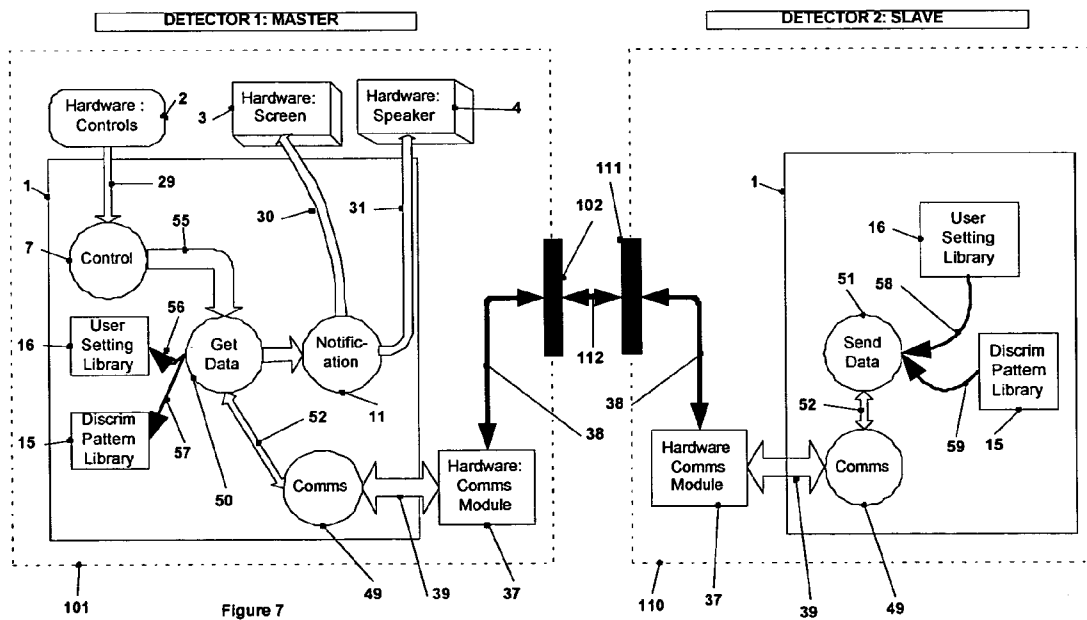 DETECTOR 1: MASTER
DETECTOR 2: SLAVE
Hardware :
Controls
2
3
Hardware:
Screen
Hardware:
Speaker
4
1
29
30
31
55
7
Control
102
111
112
16
User
Setting
Library
56
Get
Data
Notific-
ation
11
15
Discrim
Pattern
Library
57
50
52
Comms
38
Hardware:
Comms
Module
49
39
37
101
Figure 7
1
16
User
Setting
Library
51
58
Send
Data
Discrim
Pattern
Library
15
59
52
38
Hardware
Comms
Module
Comms
110
37
39
49